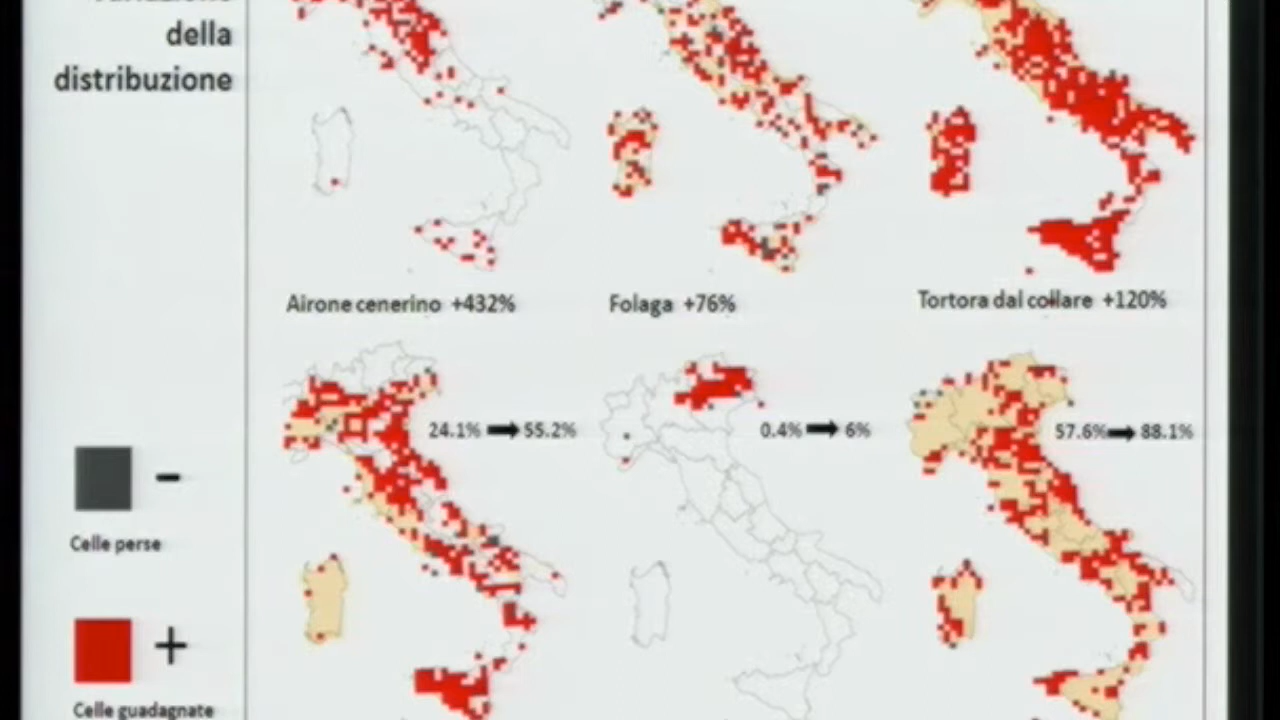 della
distribuzione
Airone cenerino +432%
Folaga +76%
Tortora dal collare +120%
24.1% 55.2%
0.4% 6%
57.6% 88.1%
-
Celle perse
+
Celle guadagnate